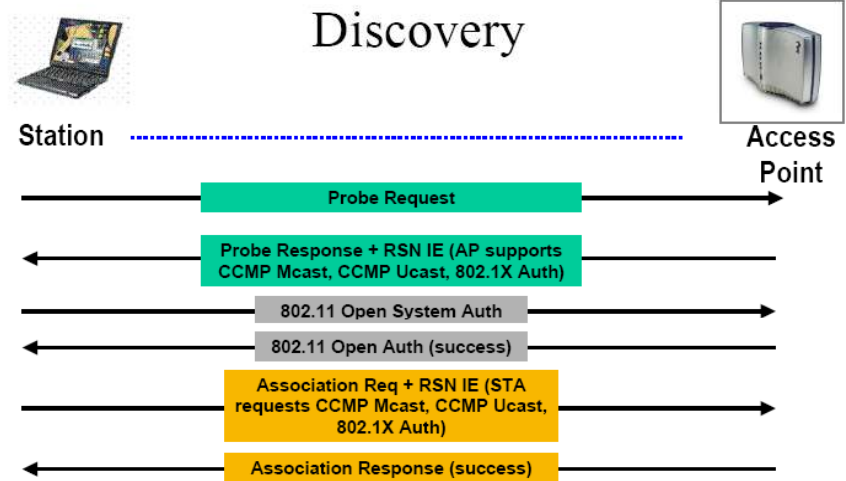 Discovery
Station
Access
Point
Probe Request
Probe Response + RSN IE (AP supports
CCMP Mcast, CCMP Ucast, 802.1X Auth)
802.11 Open System Auth
802.11 Open Auth (success)
Association Req + RSN IE (STA
requests CCMP Mcast, CCMP Ucast,
802.1X Auth)
Association Response (success)